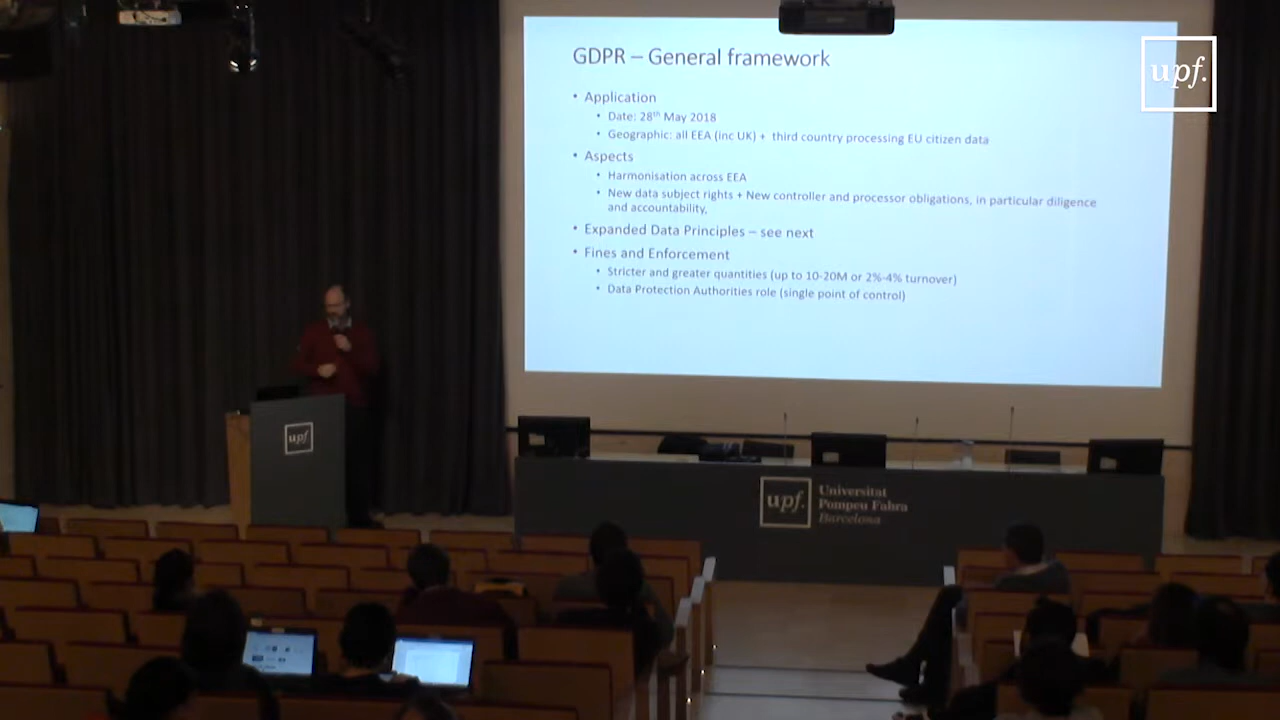 GDPR – General framework
• Application
• Date: 28th May 2018
• Geographic: all EEA (inc UK) + third country processing EU citizen data
• Aspects
• Harmonisation across EEA
• New data subject rights + New controller and processor obligations, in particular diligence
and accountability,
• Expanded Data Principles – see next
• Fines and Enforcement
• Stricter and greater quantities (up to 10-20M or 2%-4% turnover)
• Data Protection Authorities role (single point of control)
upf.
upf.
upf.
Universitat
Pompeu Fabra
Barcelona